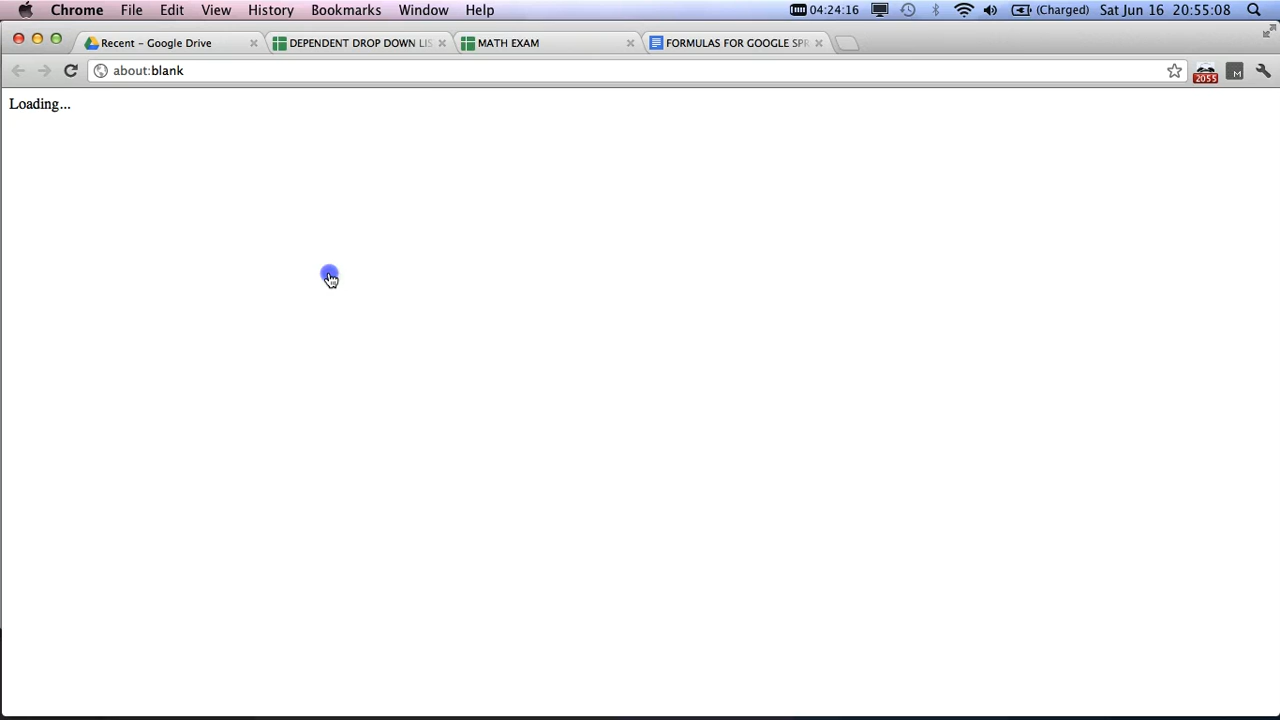 Chrome File Edit View History Bookmarks Window Help 04:24:16 (Charged) Sat Jun 16 20:55:08
Recent – Google Drive DEPENDENT DROP DOWN LIS MATH EXAM FORMULAS FOR GOOGLE SPR
about:blank 2055 M
Loading...